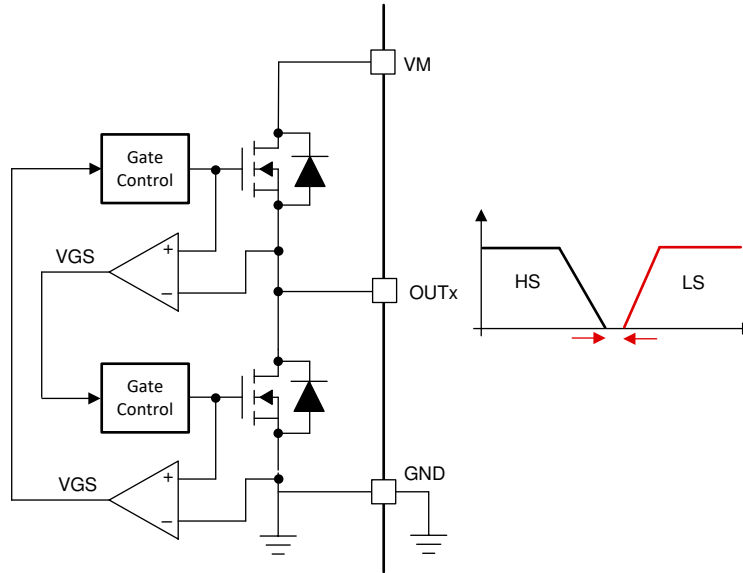 VM
Gate
Control
+
VGS
−
OUTx
HS
LS
Gate
Control
GND
+
VGS
−